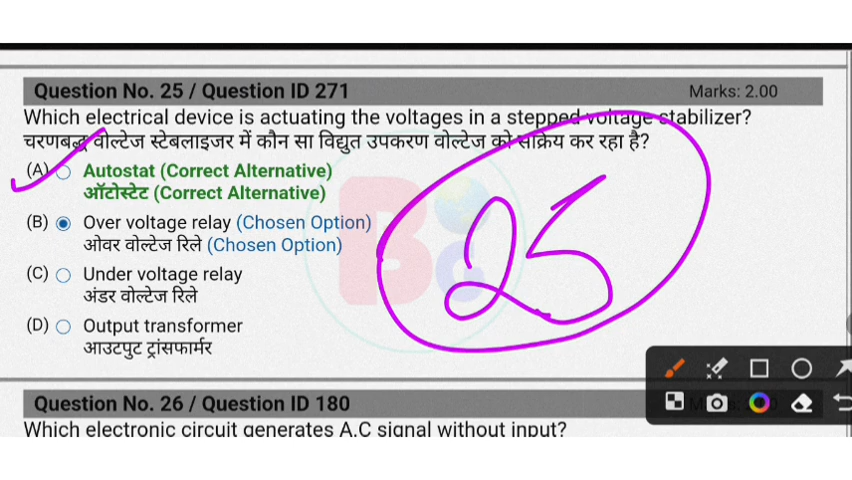 Question No. 25 / Question ID 271 Marks: 2.00
Which electrical device is actuating the voltages in a stepped voltage stabilizer?
चरणबद्ध वोल्टेज स्टेबलाइजर में कौन सा विद्युत उपकरण वोल्टेज को सक्रिय कर रहा है?
(A) Autostat (Correct Alternative)
ऑटोस्टेट (Correct Alternative)
(B) Over voltage relay (Chosen Option)
ओवर वोल्टेज रिले (Chosen Option)
(C) Under voltage relay
अंडर वोल्टेज रिले
(D) Output transformer
आउटपुट ट्रांसफार्मर
25
Question No. 26 / Question ID 180
Which electronic circuit generates A.C signal without input?